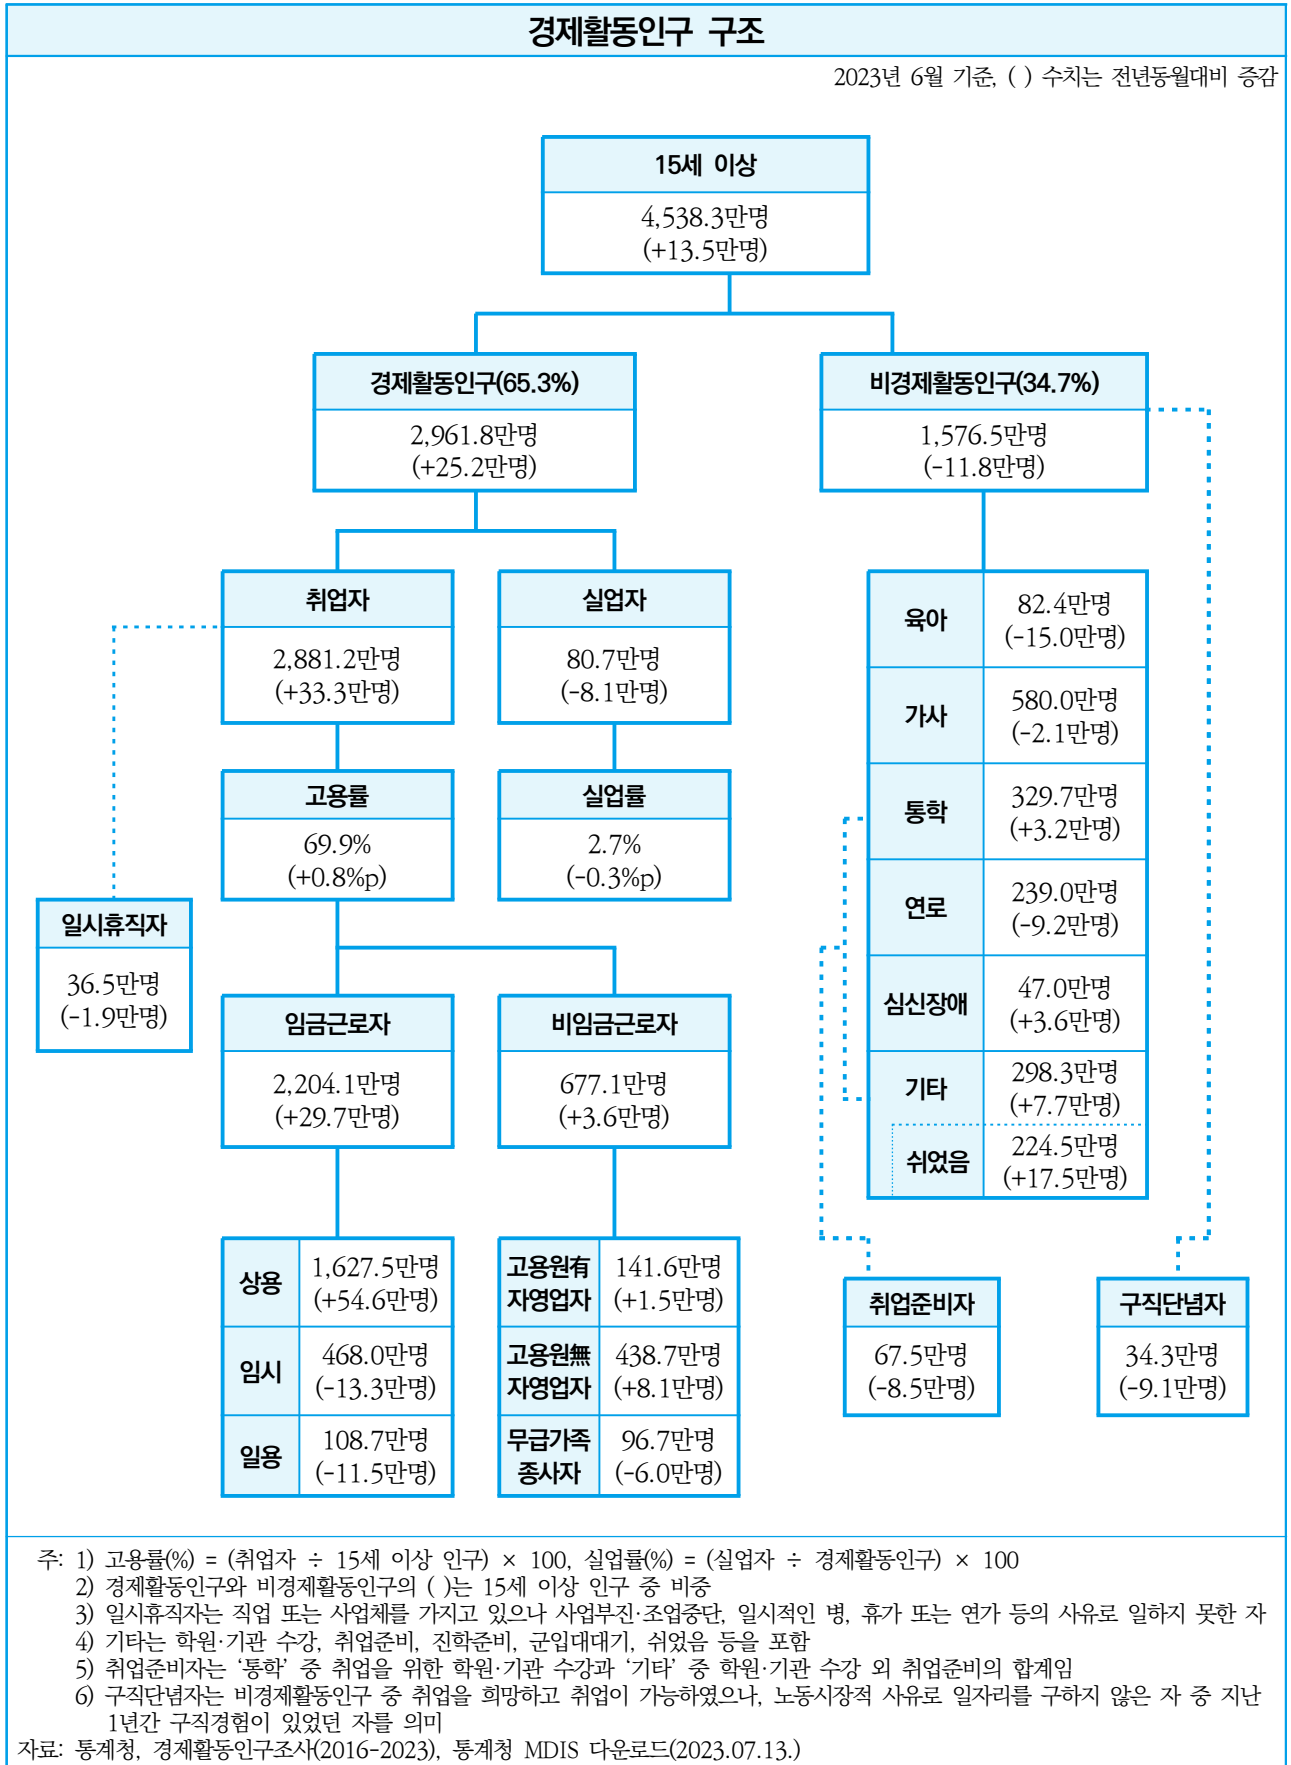 경제활동인구 구조
2023년 6월 기준, ( ) 수치는 전년동월대비 증감
15세 이상
4,538.3만명
(+13.5만명)
경제활동인구(65.3%)
2,961.8만명
(+25.2만명)
비경제활동인구(34.7%)
1,576.5만명
(-11.8만명)
취업자
2,881.2만명
(+33.3만명)
실업자
80.7만명
(-8.1만명)
고용률
69.9%
(+0.8%p)
실업률
2.7%
(-0.3%p)
일시휴직자
36.5만명
(-1.9만명)
임금근로자
2,204.1만명
(+29.7만명)
비임금근로자
677.1만명
(+3.6만명)
상용
1,627.5만명
(+54.6만명)
임시
468.0만명
(-13.3만명)
일용
108.7만명
(-11.5만명)
고용원有
자영업자
141.6만명
(+1.5만명)
고용원無
자영업자
438.7만명
(+8.1만명)
무급가족
종사자
96.7만명
(-6.0만명)
육아
82.4만명
(-15.0만명)
가사
580.0만명
(-2.1만명)
통학
329.7만명
(+3.2만명)
연로
239.0만명
(-9.2만명)
심신장애
47.0만명
(+3.6만명)
기타
298.3만명
(+7.7만명)
쉬었음
224.5만명
(+17.5만명)
취업준비자
67.5만명
(-8.5만명)
구직단념자
34.3만명
(-9.1만명)
주: 1) 고용률(%) = (취업자 ÷ 15세 이상 인구) × 100, 실업률(%) = (실업자 ÷ 경제활동인구) × 100
2) 경제활동인구와 비경제활동인구의 ( )는 15세 이상 인구 중 비중
3) 일시휴직자는 직업 또는 사업체를 가지고 있으나 사업부진·조업중단, 일시적인 병, 휴가 또는 연가 등의 사유로 일하지 못한 자
4) 기타는 학원·기관 수강, 취업준비, 진학준비, 군입대대기, 쉬었음 등을 포함
5) 취업준비자는 ‘통학’ 중 취업을 위한 학원·기관 수강과 ‘기타’ 중 학원·기관 수강 외 취업준비의 합계임
6) 구직단념자는 비경제활동인구 중 취업을 희망하고 취업이 가능하였으나, 노동시장적 사유로 일자리를 구하지 않은 자 중 지난
1년간 구직경험이 있었던 자를 의미
자료: 통계청, 경제활동인구조사(2016-2023), 통계청 MDIS 다운로드(2023.07.13.)